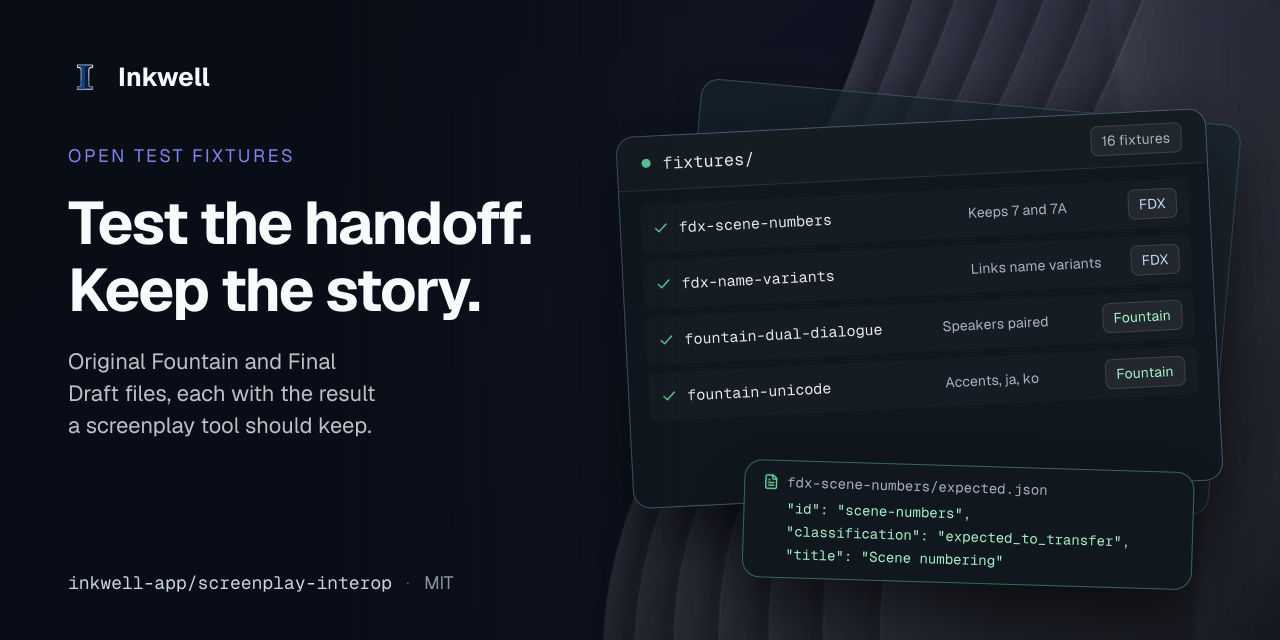 Inkwell
OPEN TEST FIXTURES
Test the handoff.
Keep the story.
Original Fountain and Final
Draft files, each with the result
a screenplay tool should keep.
inkwell-app/screenplay-interop · MIT
fixtures/ 16 fixtures
fdx-scene-numbers Keeps 7 and 7A FDX
fdx-name-variants Links name variants FDX
fountain-dual-dialogue Speakers paired Fountain
fountain-unicode Accents, ja, ko Fountain
fdx-scene-numbers/expected.json
"id": "scene-numbers",
"classification": "expected_to_transfer",
"title": "Scene numbering"